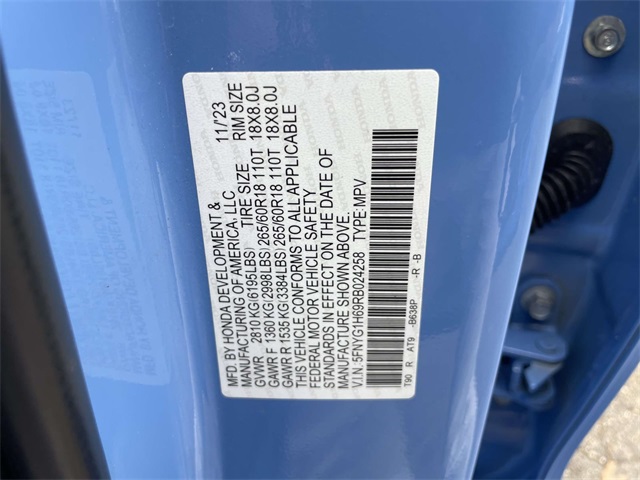 MFD. BY HONDA DEVELOPMENT & 11/'23
MANUFACTURING OF AMERICA, LLC
GVWR 2810 KG(6195LBS) TIRE SIZE RIM SIZE
GAWR F 1360 KG(2998LBS)265/60R18 110T 18X8.0J
GAWR R 1535 KG(3384LBS)265/60R18 110T 18X8.0J
THIS VEHICLE CONFORMS TO ALL APPLICABLE
FEDERAL MOTOR VEHICLE SAFETY
STANDARDS IN EFFECT ON THE DATE OF
MANUFACTURE SHOWN ABOVE.
V.I.N. 5FNYG1H69RB024258 TYPE:MPV
T90 R AT9 -B638P -R -B